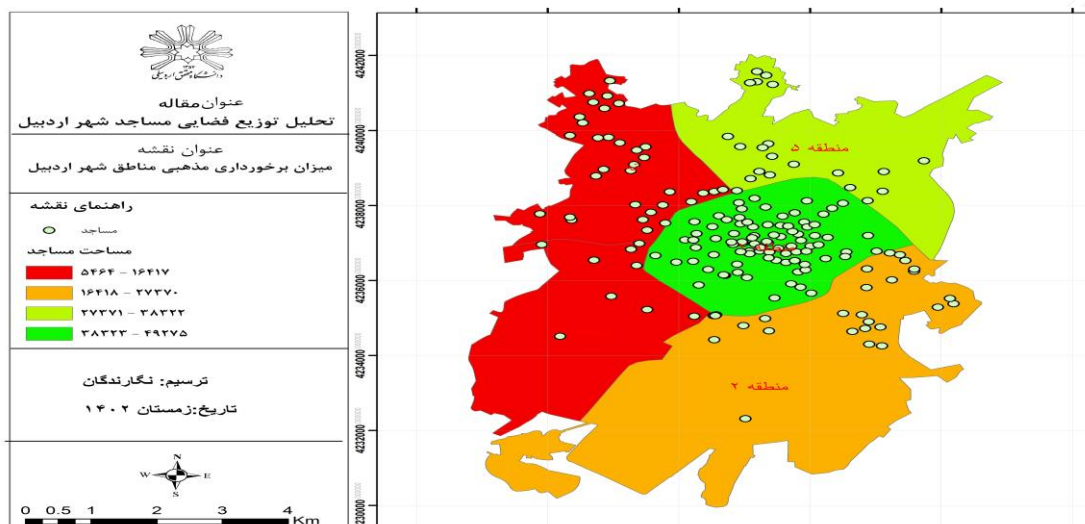 دانشگاه محقق اردبیلی
عنوان مقاله
تحلیل توزیع فضایی مساجد شهر اردبیل
عنوان نقشه
میزان برخورداری مذهبی مناطق شهر اردبیل
راهنمای نقشه
مساجد
مساحت مساجد
۵۴۶۴ - ۱۶۴۱۷
۱۶۴۱۸ - ۲۷۳۷۰
۲۷۳۷۱ - ۳۸۳۲۲
۳۸۳۲۳ - ۴۹۲۷۵
ترسیم: نگارندگان
تاریخ:زمستان ۱۴۰۲
N
W E
S
0 0.5 1 2 3 4
Km
4242000
4240000
4238000
4236000
4234000
4232000
منطقه ۵
منطقه ۲